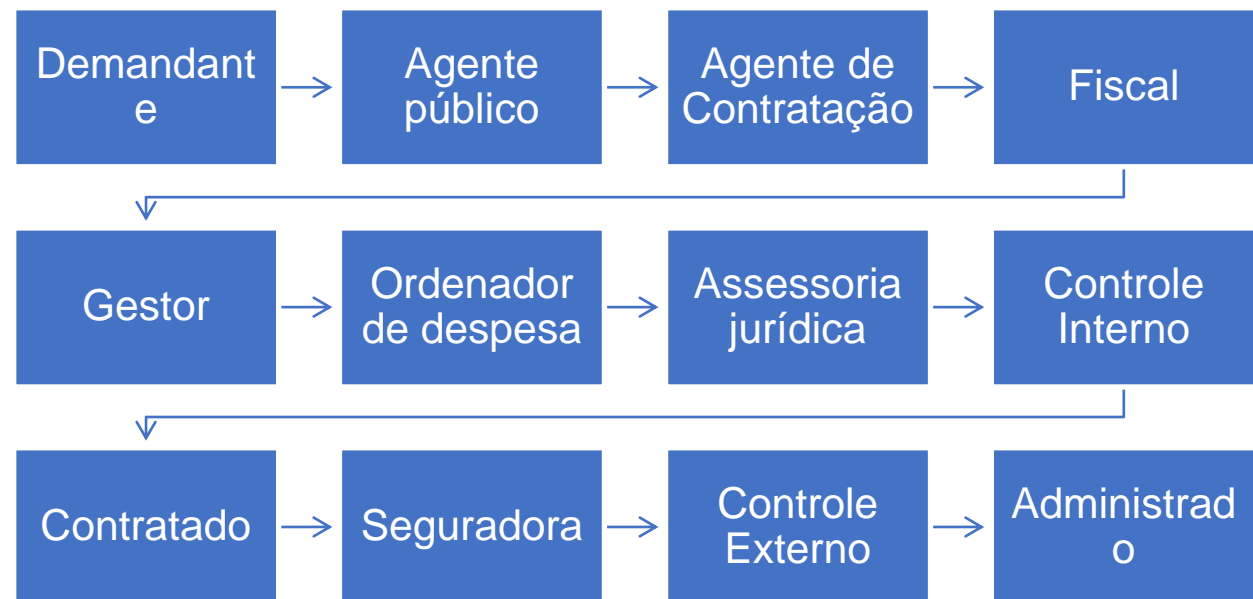 Demandant
e
Agente
público
Agente de
Contratação
Fiscal
Gestor
Ordenador
de despesa
Assessoria
jurídica
Controle
Interno
Contratado
Seguradora
Controle
Externo
Administrad
o